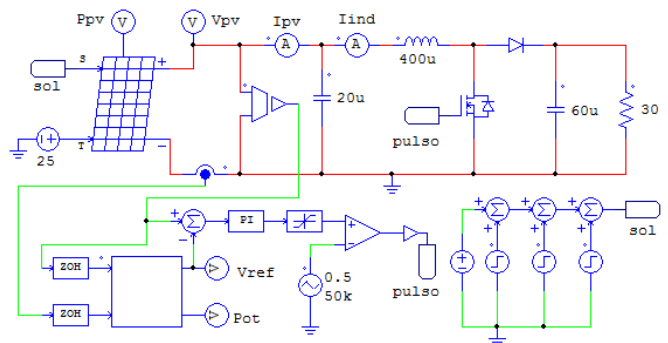 Ppv
V
Vpv
V
Ipv
A
Iind
A
400u
S
+
sol
20u
60u
30
pulso
25
T
-
+
-
PI
+
-
ZOH
ZOH
V
Vref
V
Pot
0.5
50k
pulso
+
+
+
+
+
+
sol